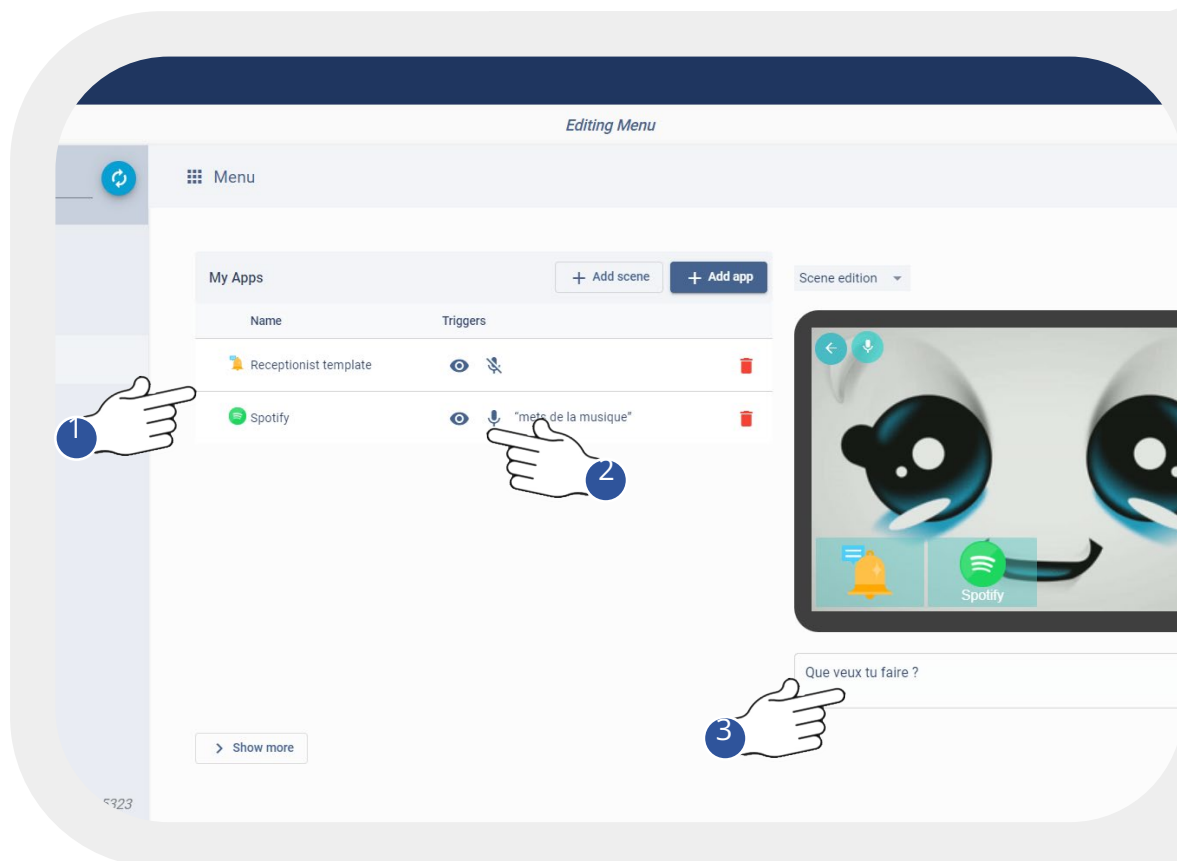 Editing Menu
Menu
My Apps
+ Add scene
+ Add app
Scene edition
Name
Triggers
Receptionist template
Spotify
"mets de la musique"
1
2
Spotify
Que veux tu faire ?
3
Show more
5323